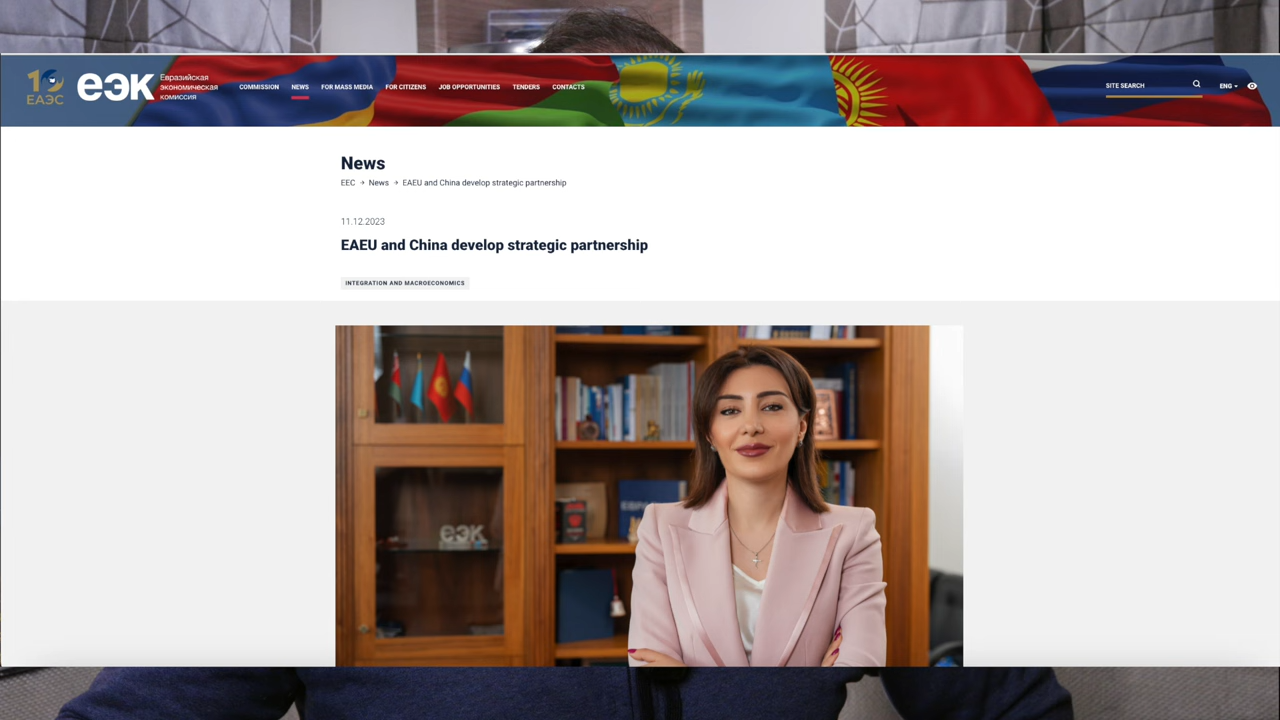 10
ЕАЭС
еэк
Евразийская
экономическая
комиссия
COMMISSION
NEWS
FOR MASS MEDIA
FOR CITIZENS
JOB OPPORTUNITIES
TENDERS
CONTACTS
SITE SEARCH
ENG
News
EEC → News → EAEU and China develop strategic partnership
11.12.2023
EAEU and China develop strategic partnership
INTEGRATION AND MACROECONOMICS
еэк